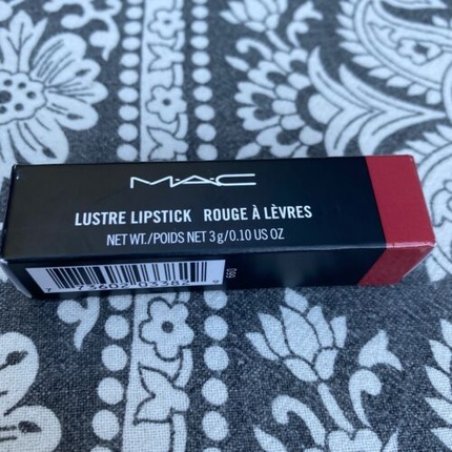 MAC
LUSTRE LIPSTICK ROUGE À LÈVRES
NET WT./POIDS NET 3 g/0.10 US OZ